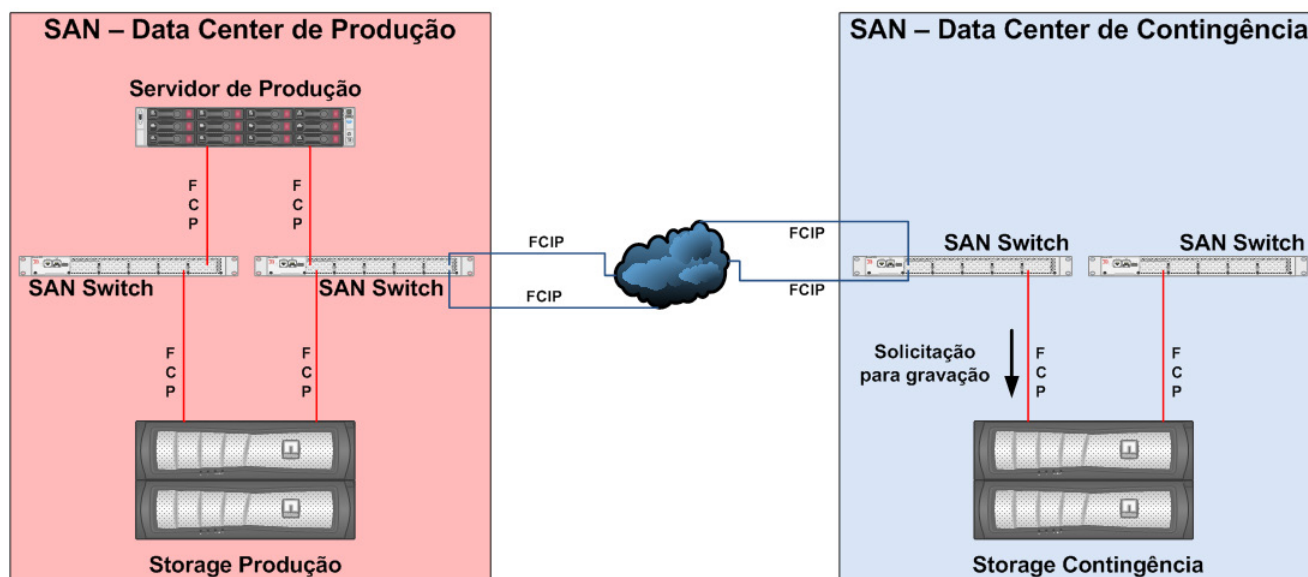 SAN – Data Center de Produção
SAN – Data Center de Contingência
Servidor de Produção
F
C
P
F
C
P
FCIP
FCIP
SAN Switch
SAN Switch
SAN Switch
SAN Switch
FCIP
FCIP
F
C
P
F
C
P
Solicitação
para gravação
F
C
P
F
C
P
Storage Produção
Storage Contingência